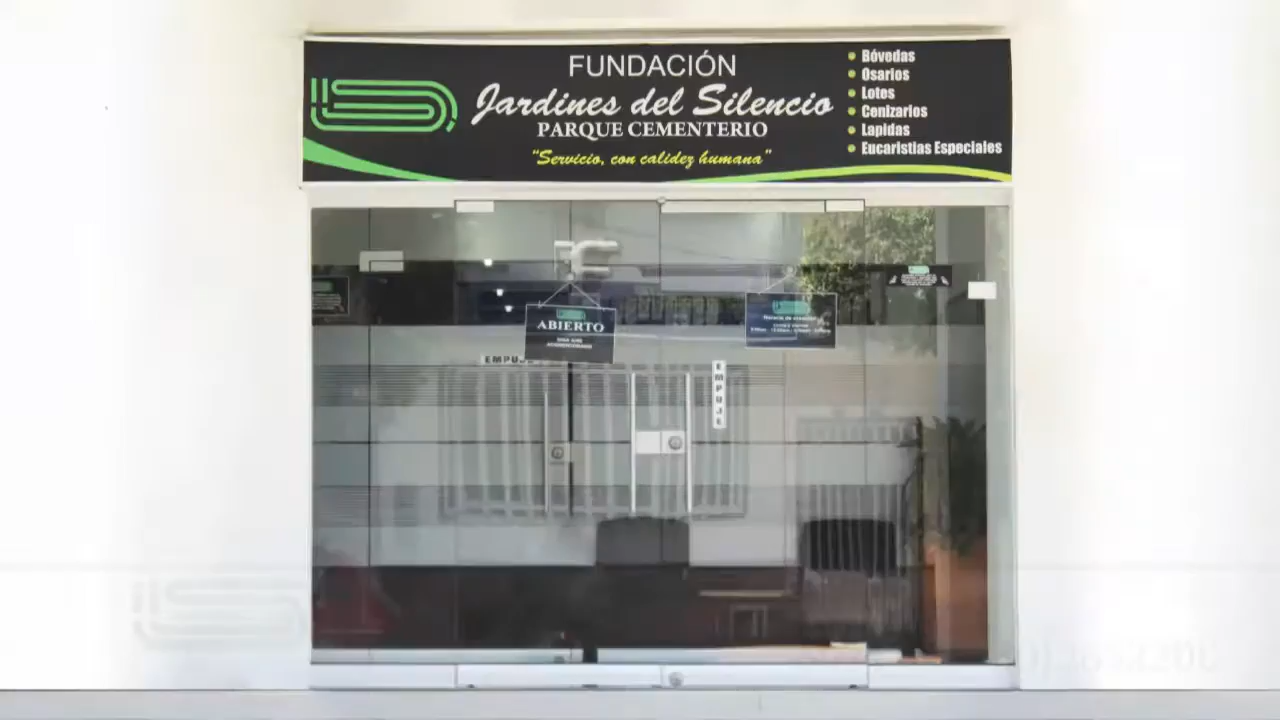 FUNDACIÓN
Jardines del Silencio
PARQUE CEMENTERIO
"Servicio, con calidez humana"
Bóvedas
Osarios
Lotes
Cenizarios
Lapidas
Eucaristias Especiales
ABIERTO
EMPUJE
EMPUJE